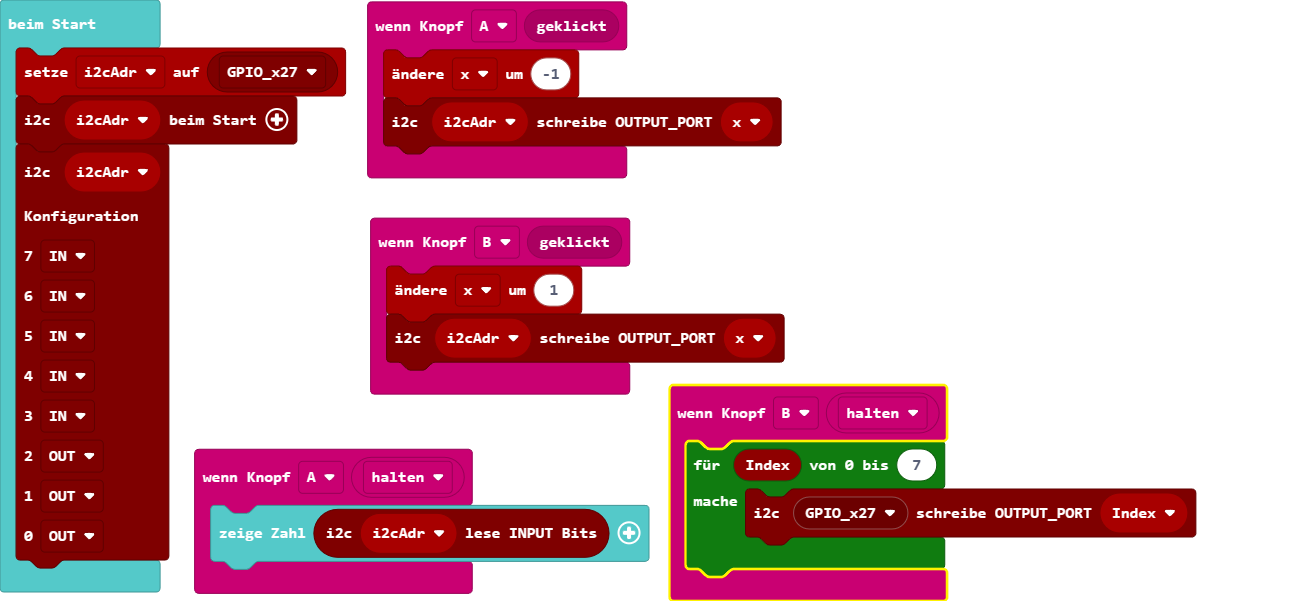 beim Start
setze i2cAdr auf GPIO_x27
i2c i2cAdr beim Start
i2c i2cAdr
Konfiguration
7 IN
6 IN
5 IN
4 IN
3 IN
2 OUT
1 OUT
0 OUT
wenn Knopf A geklickt
ändere x um -1
i2c i2cAdr schreibe OUTPUT_PORT x
wenn Knopf B geklickt
ändere x um 1
i2c i2cAdr schreibe OUTPUT_PORT x
wenn Knopf A halten
zeige Zahl i2c i2cAdr lese INPUT Bits
wenn Knopf B halten
für Index von 0 bis 7
mache
i2c GPIO_x27 schreibe OUTPUT_PORT Index